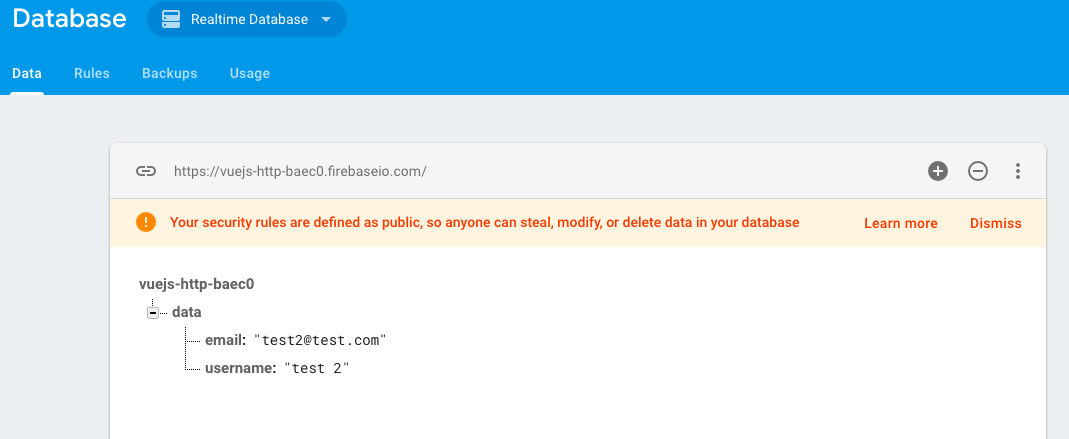 Database Realtime Database
Data Rules Backups Usage
https://vuejs-http-baec0.firebaseio.com/
Your security rules are defined as public, so anyone can steal, modify, or delete data in your database Learn more Dismiss
vuejs-http-baec0
data
email: "test2@test.com"
username: "test 2"